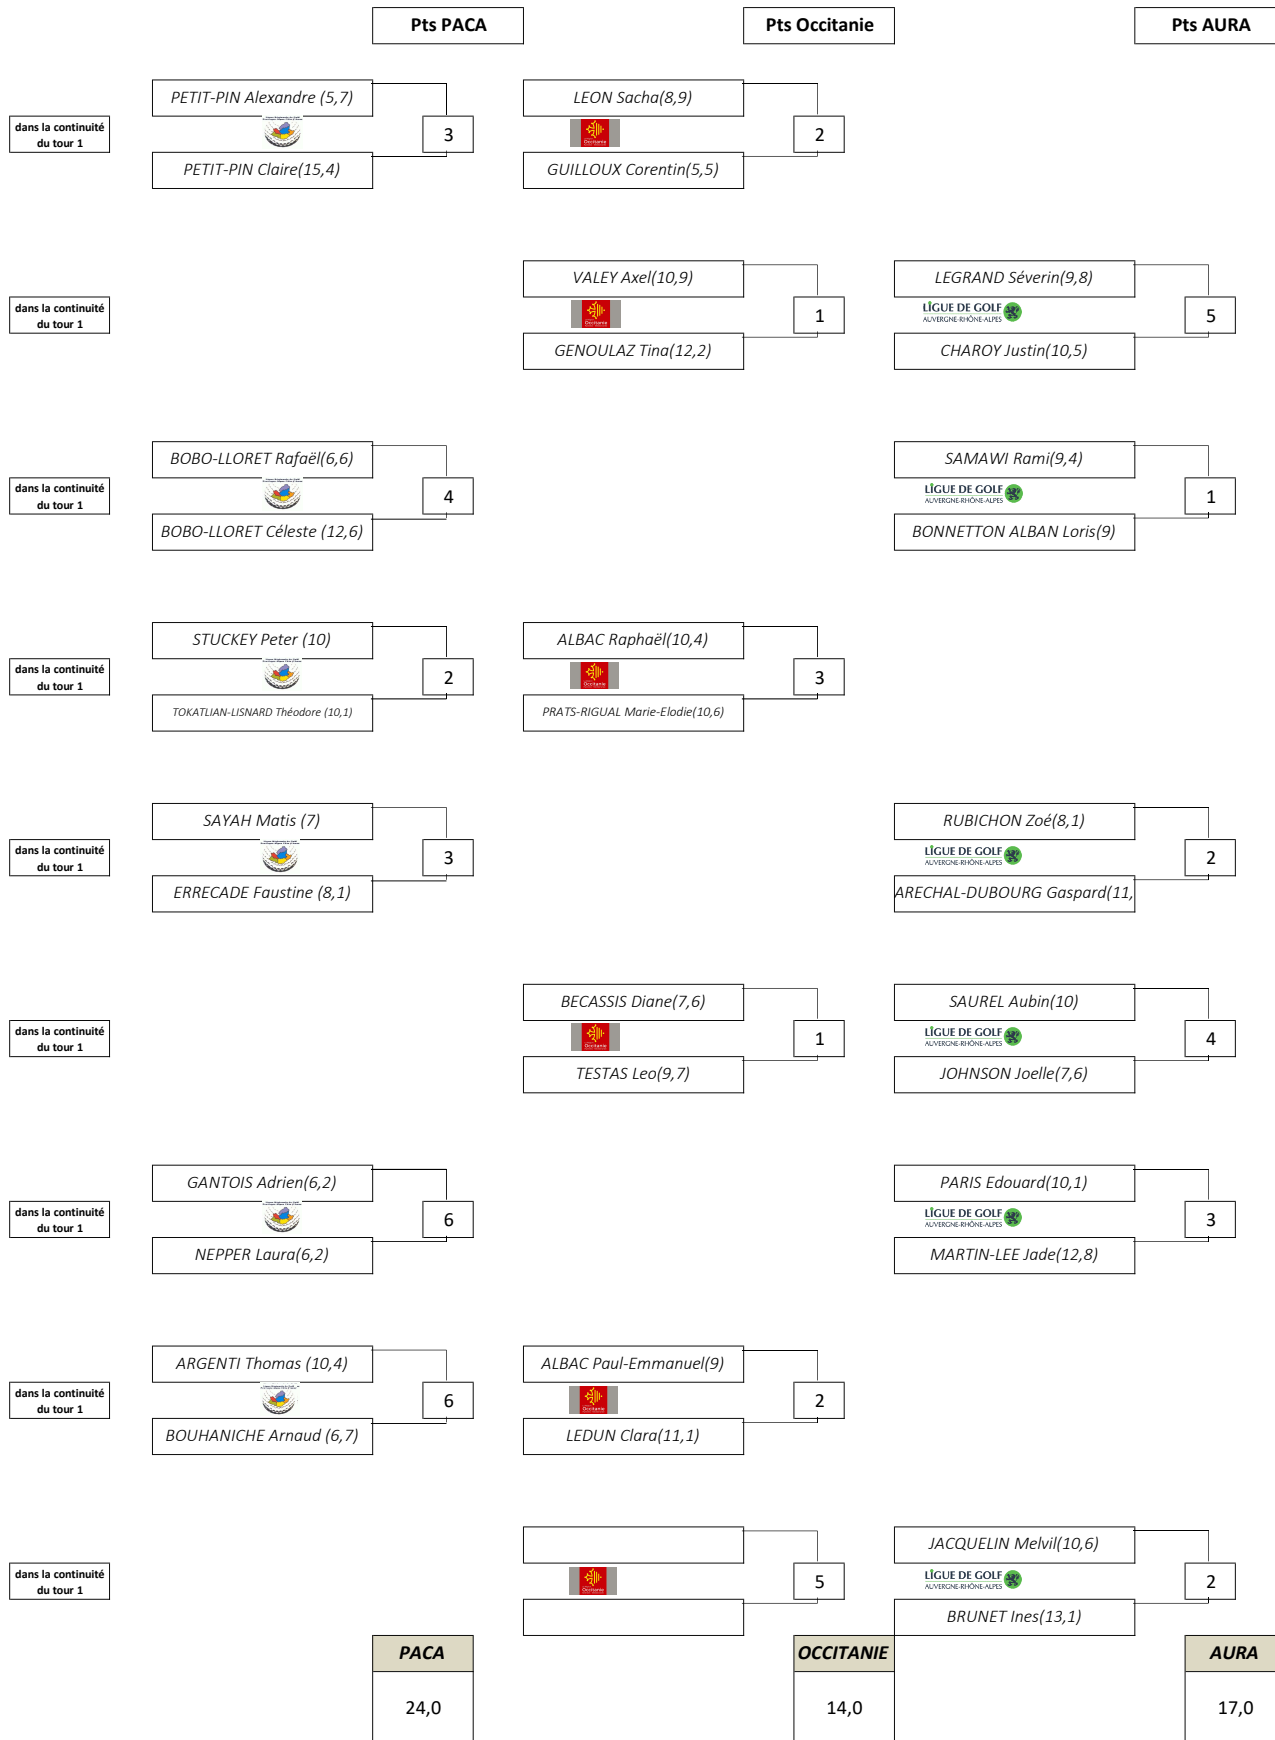 Pts PACA
Pts Occitanie
Pts AURA
dans la continuité
du tour 1
PETIT-PIN Alexandre (5,7)
3
PETIT-PIN Claire(15,4)
LEON Sacha(8,9)
Occitanie
2
GUILLOUX Corentin(5,5)
dans la continuité
du tour 1
VALEY Axel(10,9)
Occitanie
1
GENOULAZ Tina(12,2)
LEGRAND Séverin(9,8)
LIGUE DE GOLF
AUVERGNE-RHÔNE-ALPES
5
CHAROY Justin(10,5)
dans la continuité
du tour 1
BOBO-LLORET Rafaël(6,6)
4
BOBO-LLORET Céleste (12,6)
SAMAWI Rami(9,4)
LIGUE DE GOLF
AUVERGNE-RHÔNE-ALPES
1
BONNETTON ALBAN Loris(9)
dans la continuité
du tour 1
STUCKEY Peter (10)
2
TOKATLIAN-LISNARD Théodore (10,1)
ALBAC Raphaël(10,4)
Occitanie
3
PRATS-RIGUAL Marie-Elodie(10,6)
dans la continuité
du tour 1
SAYAH Matis (7)
3
ERRECADE Faustine (8,1)
RUBICHON Zoé(8,1)
LIGUE DE GOLF
AUVERGNE-RHÔNE-ALPES
2
ARECHAL-DUBOURG Gaspard(11,
dans la continuité
du tour 1
BECASSIS Diane(7,6)
Occitanie
1
TESTAS Leo(9,7)
SAUREL Aubin(10)
LIGUE DE GOLF
AUVERGNE-RHÔNE-ALPES
4
JOHNSON Joelle(7,6)
dans la continuité
du tour 1
GANTOIS Adrien(6,2)
6
NEPPER Laura(6,2)
PARIS Edouard(10,1)
LIGUE DE GOLF
AUVERGNE-RHÔNE-ALPES
3
MARTIN-LEE Jade(12,8)
dans la continuité
du tour 1
ARGENTI Thomas (10,4)
6
BOUHANICHE Arnaud (6,7)
ALBAC Paul-Emmanuel(9)
Occitanie
2
LEDUN Clara(11,1)
dans la continuité
du tour 1
Occitanie
5
JACQUELIN Melvil(10,6)
LIGUE DE GOLF
AUVERGNE-RHÔNE-ALPES
2
BRUNET Ines(13,1)
PACA
OCCITANIE
AURA
24,0
14,0
17,0